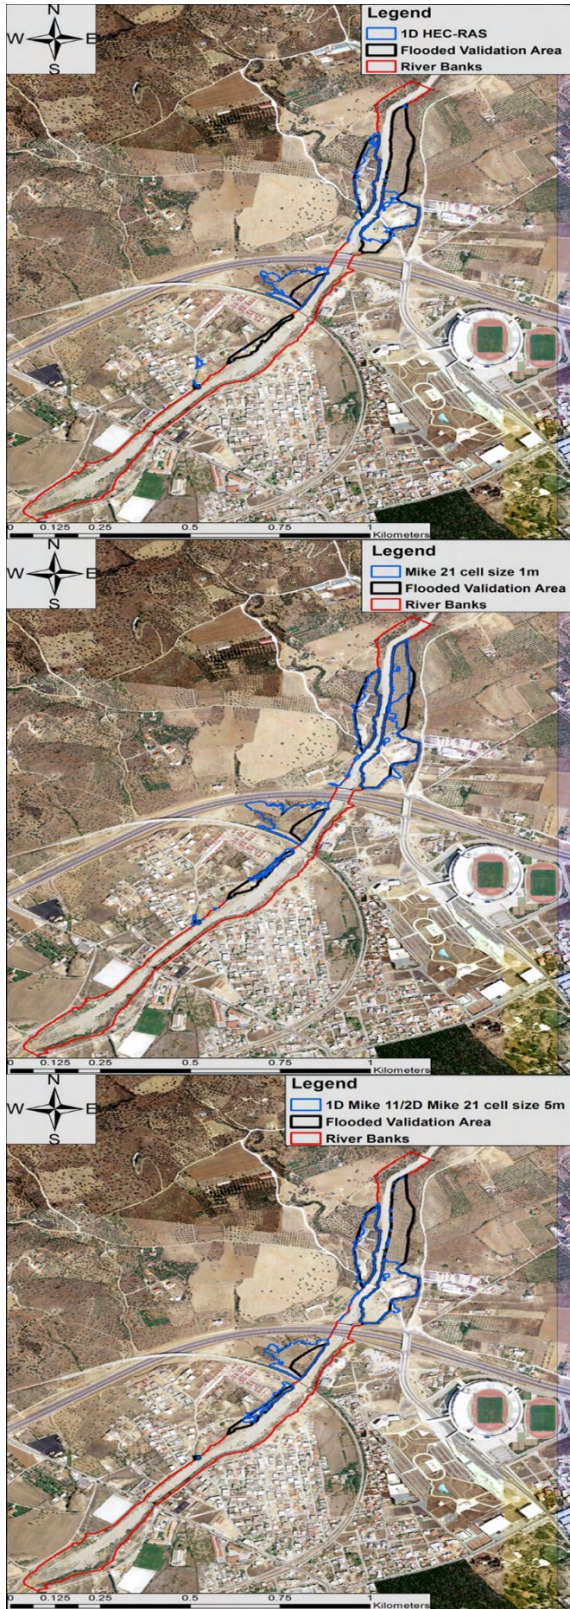 N
W E
S
Legend
1D HEC-RAS
Flooded Validation Area
River Banks
0 0.125 0.25 0.5 0.75 1
Kilometers
N
W E
S
Legend
Mike 21 cell size 1m
Flooded Validation Area
River Banks
0 0.125 0.25 0.5 0.75 1
Kilometers
N
W E
S
Legend
1D Mike 11/2D Mike 21 cell size 5m
Flooded Validation Area
River Banks
0 0.125 0.25 0.5 0.75 1
Kilometers